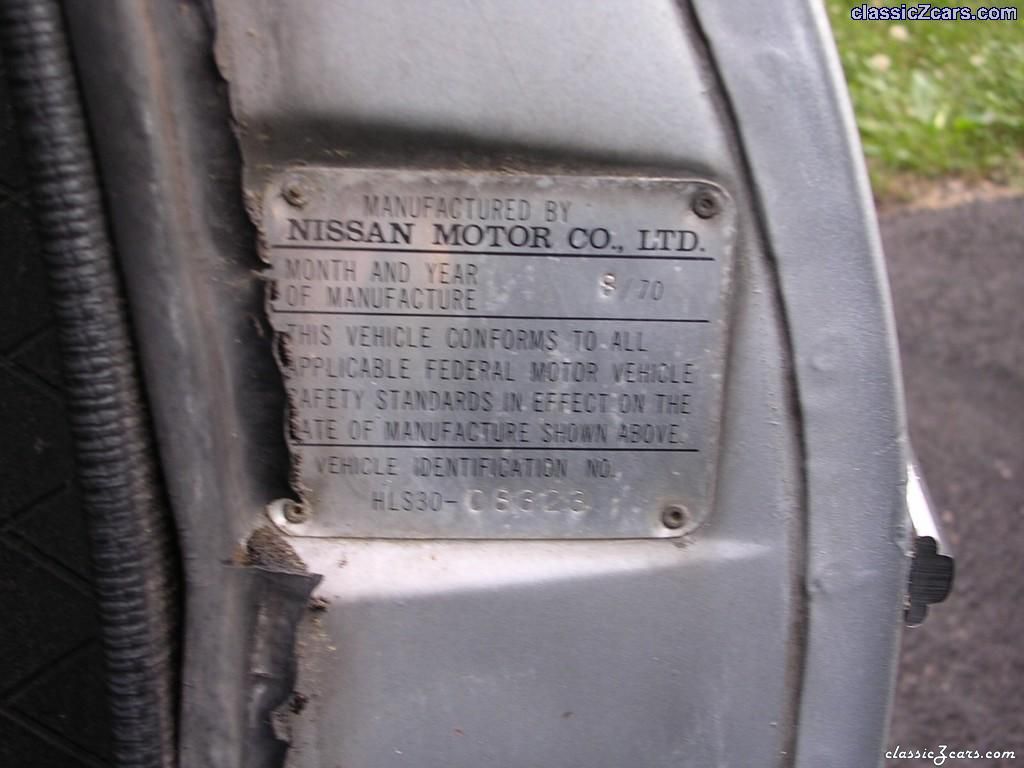 classicZcars.com
MANUFACTURED BY
NISSAN MOTOR CO., LTD.
MONTH AND YEAR
OF MANUFACTURE 8/70
THIS VEHICLE CONFORMS TO ALL
APPLICABLE FEDERAL MOTOR VEHICLE
SAFETY STANDARDS IN EFFECT ON THE
DATE OF MANUFACTURE SHOWN ABOVE.
VEHICLE IDENTIFICATION NO.
HLS30-
classicZcars.com